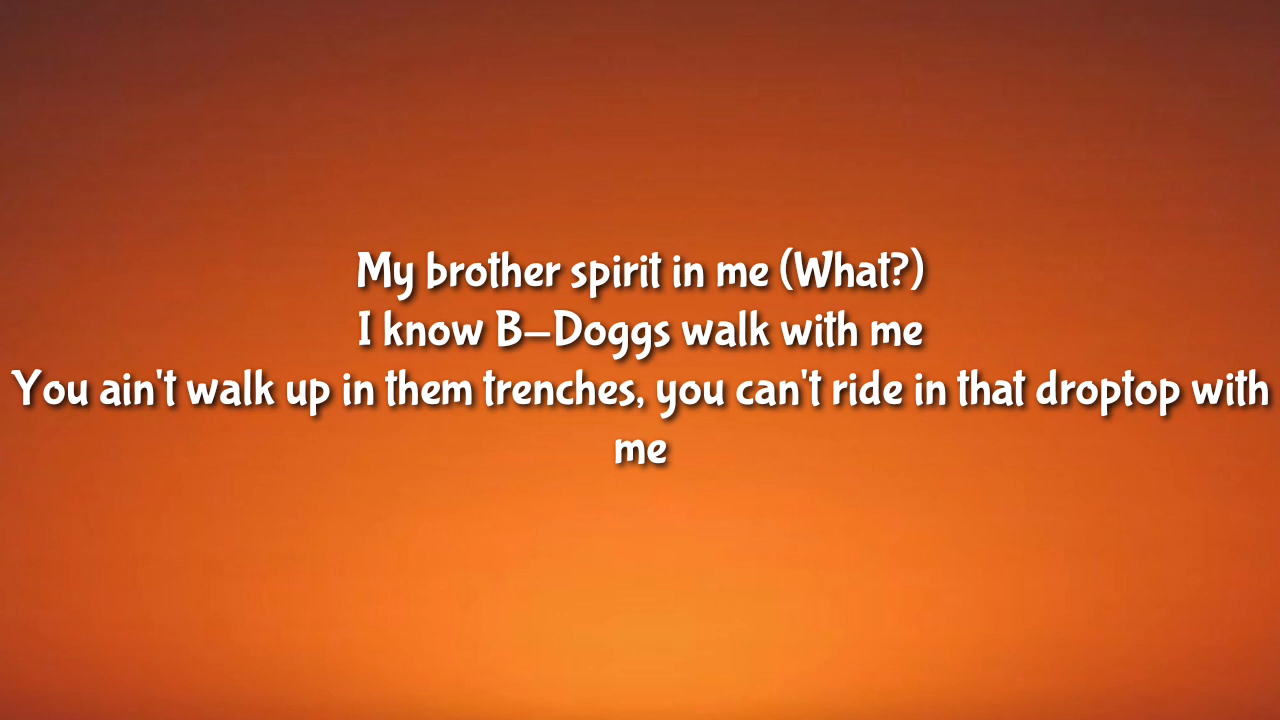 My brother spirit in me (What?)
I know B-Doggs walk with me
You ain't walk up in them trenches, you can't ride in that droptop with
me